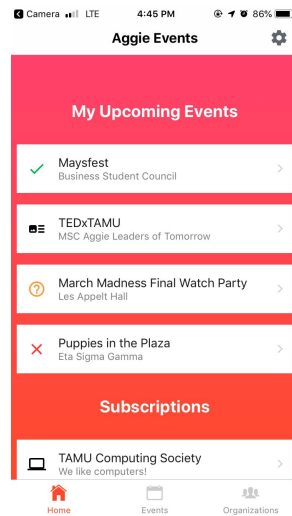 Camera LTE 4:45 PM 86%
Aggie Events
My Upcoming Events
Maysfest
Business Student Council
TEDxTAMU
MSC Aggie Leaders of Tomorrow
March Madness Final Watch Party
Les Appelt Hall
Puppies in the Plaza
Eta Sigma Gamma
Subscriptions
TAMU Computing Society
We like computers!
Home Events Organizations